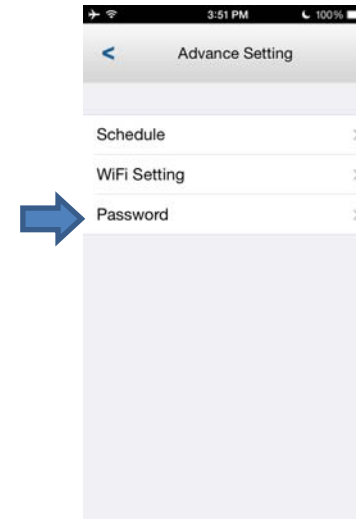 3:51 PM 100%
< Advance Setting
Schedule
WiFi Setting
Password